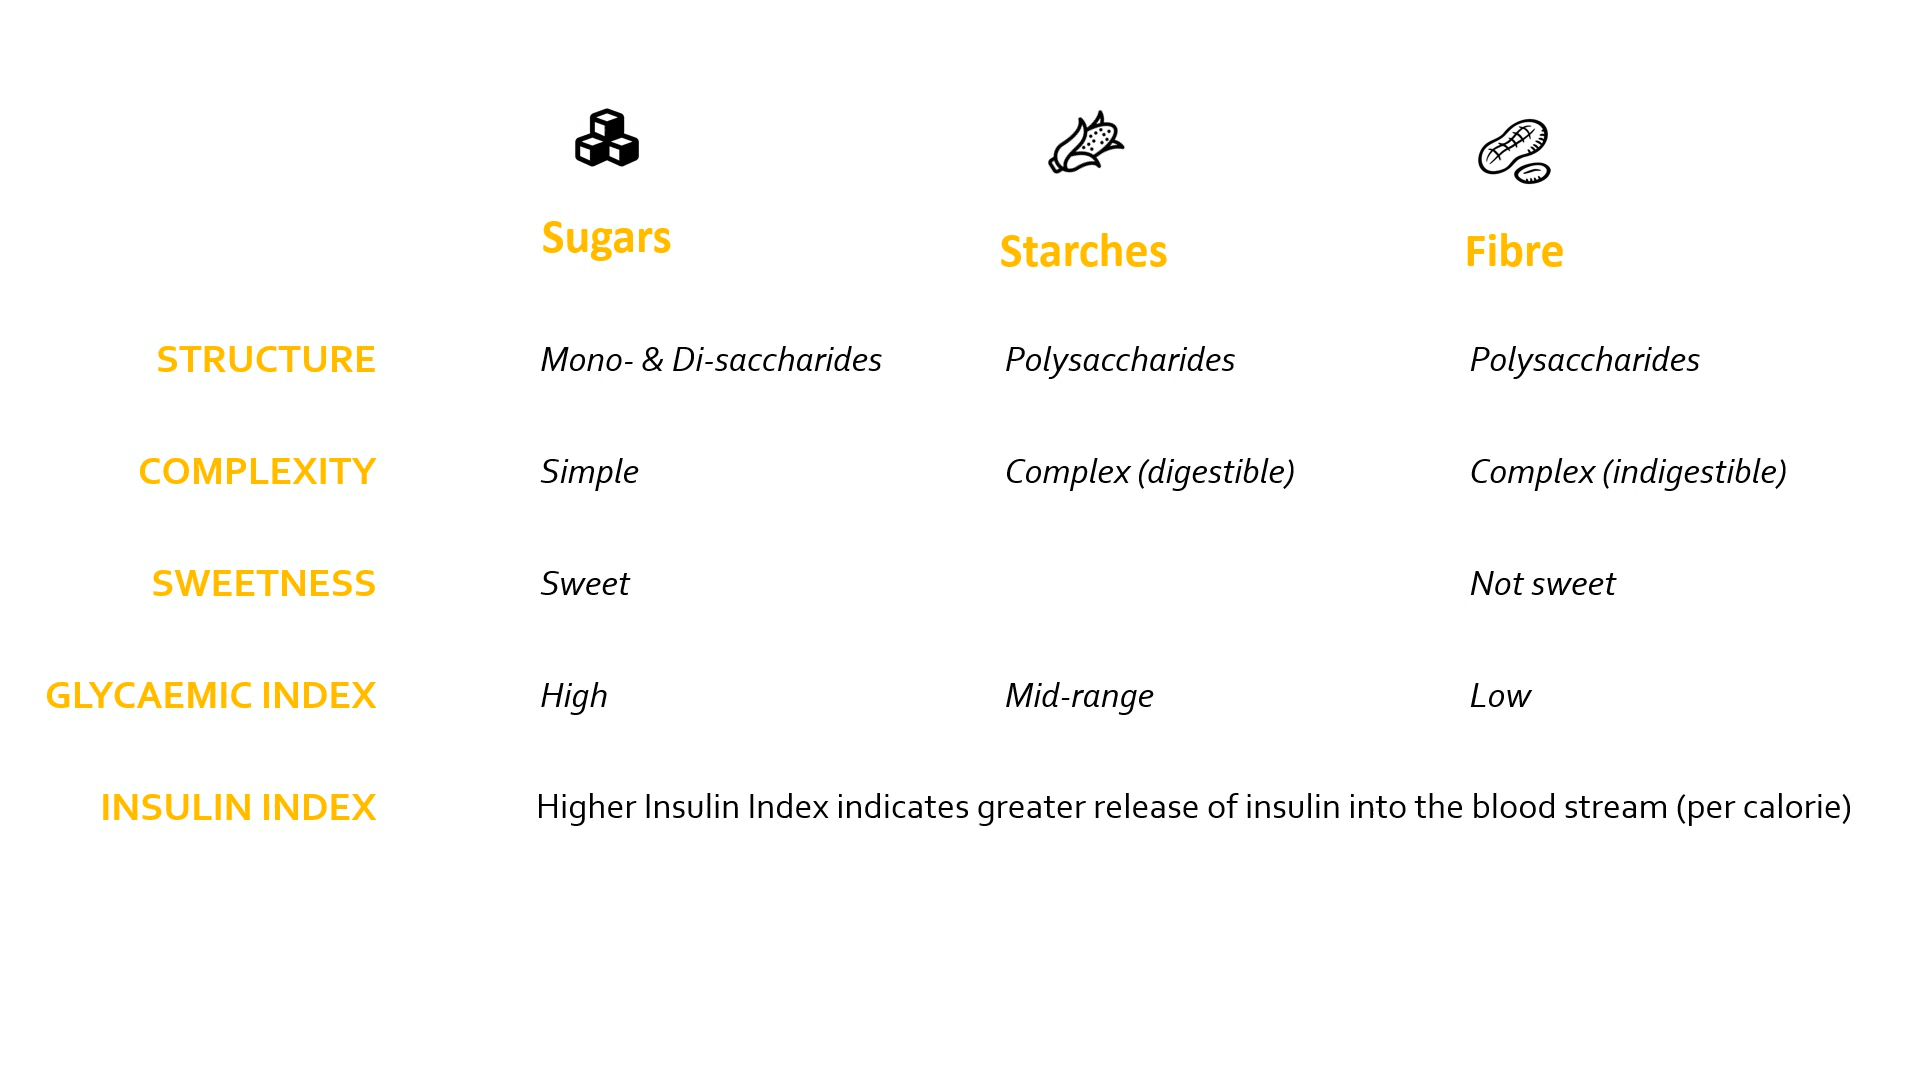 Sugars
Starches
Fibre
STRUCTURE Mono- & Di-saccharides Polysaccharides Polysaccharides
COMPLEXITY Simple Complex (digestible) Complex (indigestible)
SWEETNESS Sweet Not sweet
GLYCAEMIC INDEX High Mid-range Low
INSULIN INDEX Higher Insulin Index indicates greater release of insulin into the blood stream (per calorie)